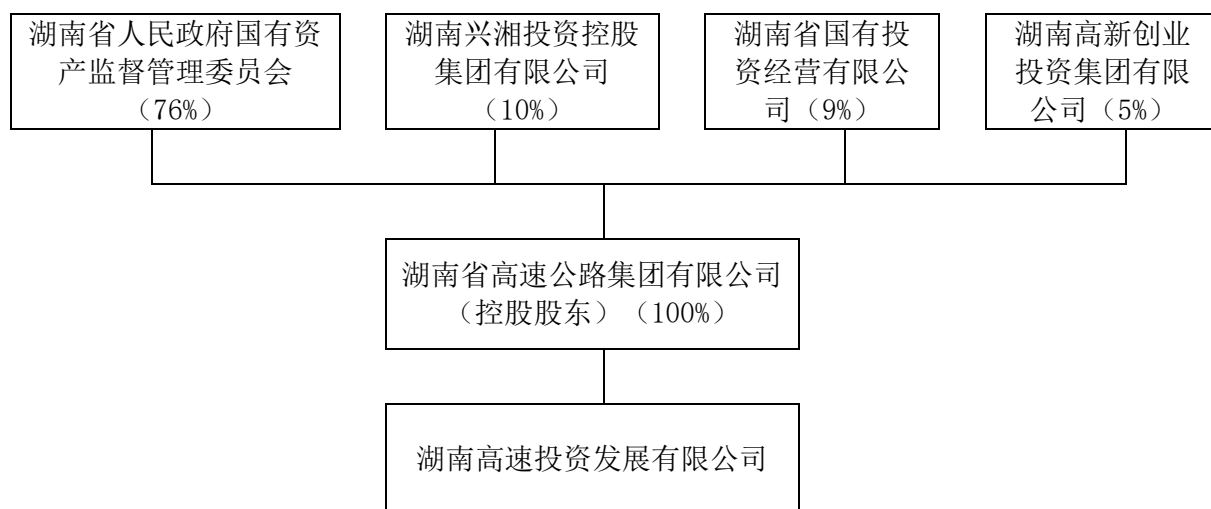 湖南省人民政府国有资
产监督管理委员会
（76%）
湖南兴湘投资控股
集团有限公司
（10%）
湖南省国有投
资经营有限公
司（9%）
湖南高新创业
投资集团有限
公司（5%）
湖南省高速公路集团有限公司
（控股股东）（100%）
湖南高速投资发展有限公司